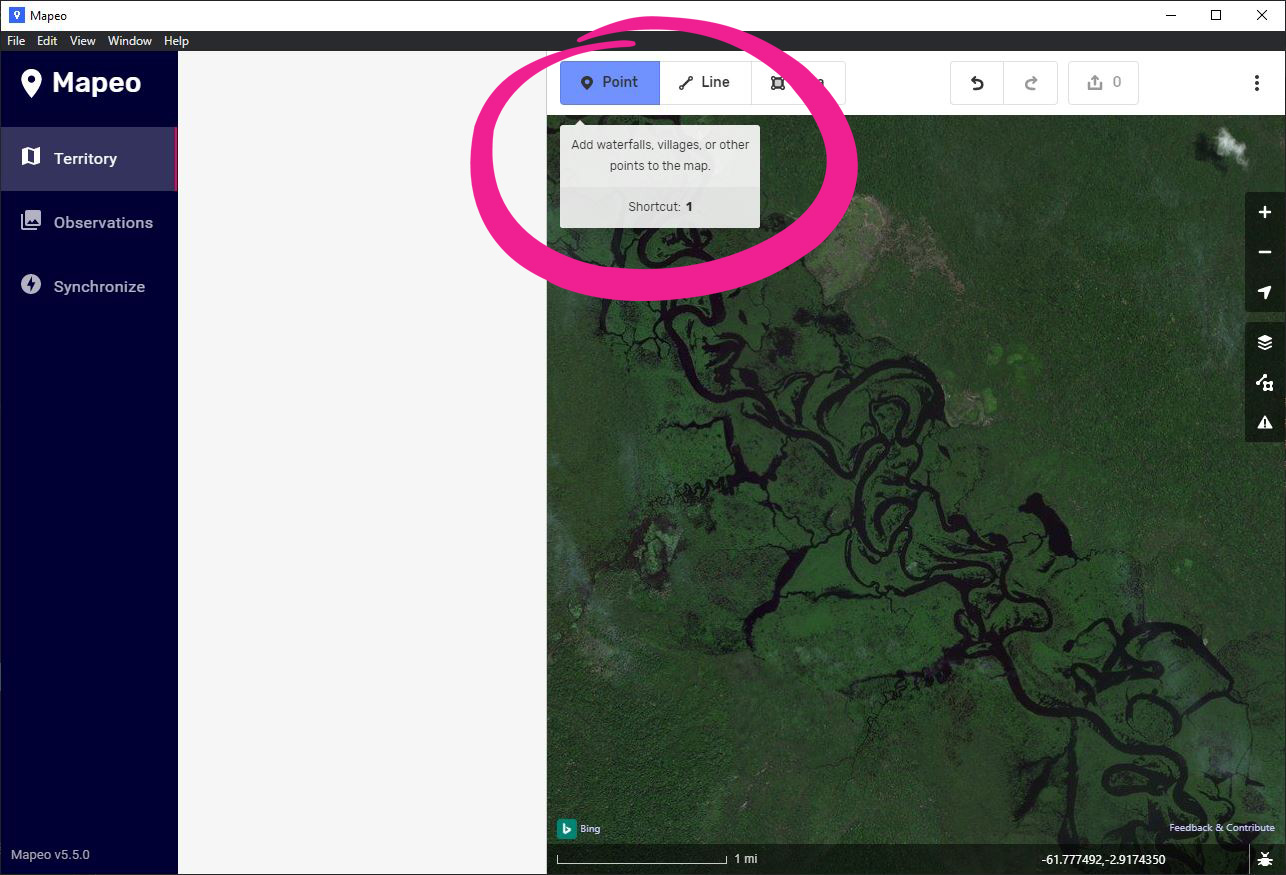 Mapeo
File Edit View Window Help
Mapeo
Territory
Observations
Synchronize
Mapeo v5.5.0
Point
Line
0
Add waterfalls, villages, or other
points to the map.
Shortcut: 1
Bing
Feedback & Contribute
1 mi
-61.777492,-2.9174350